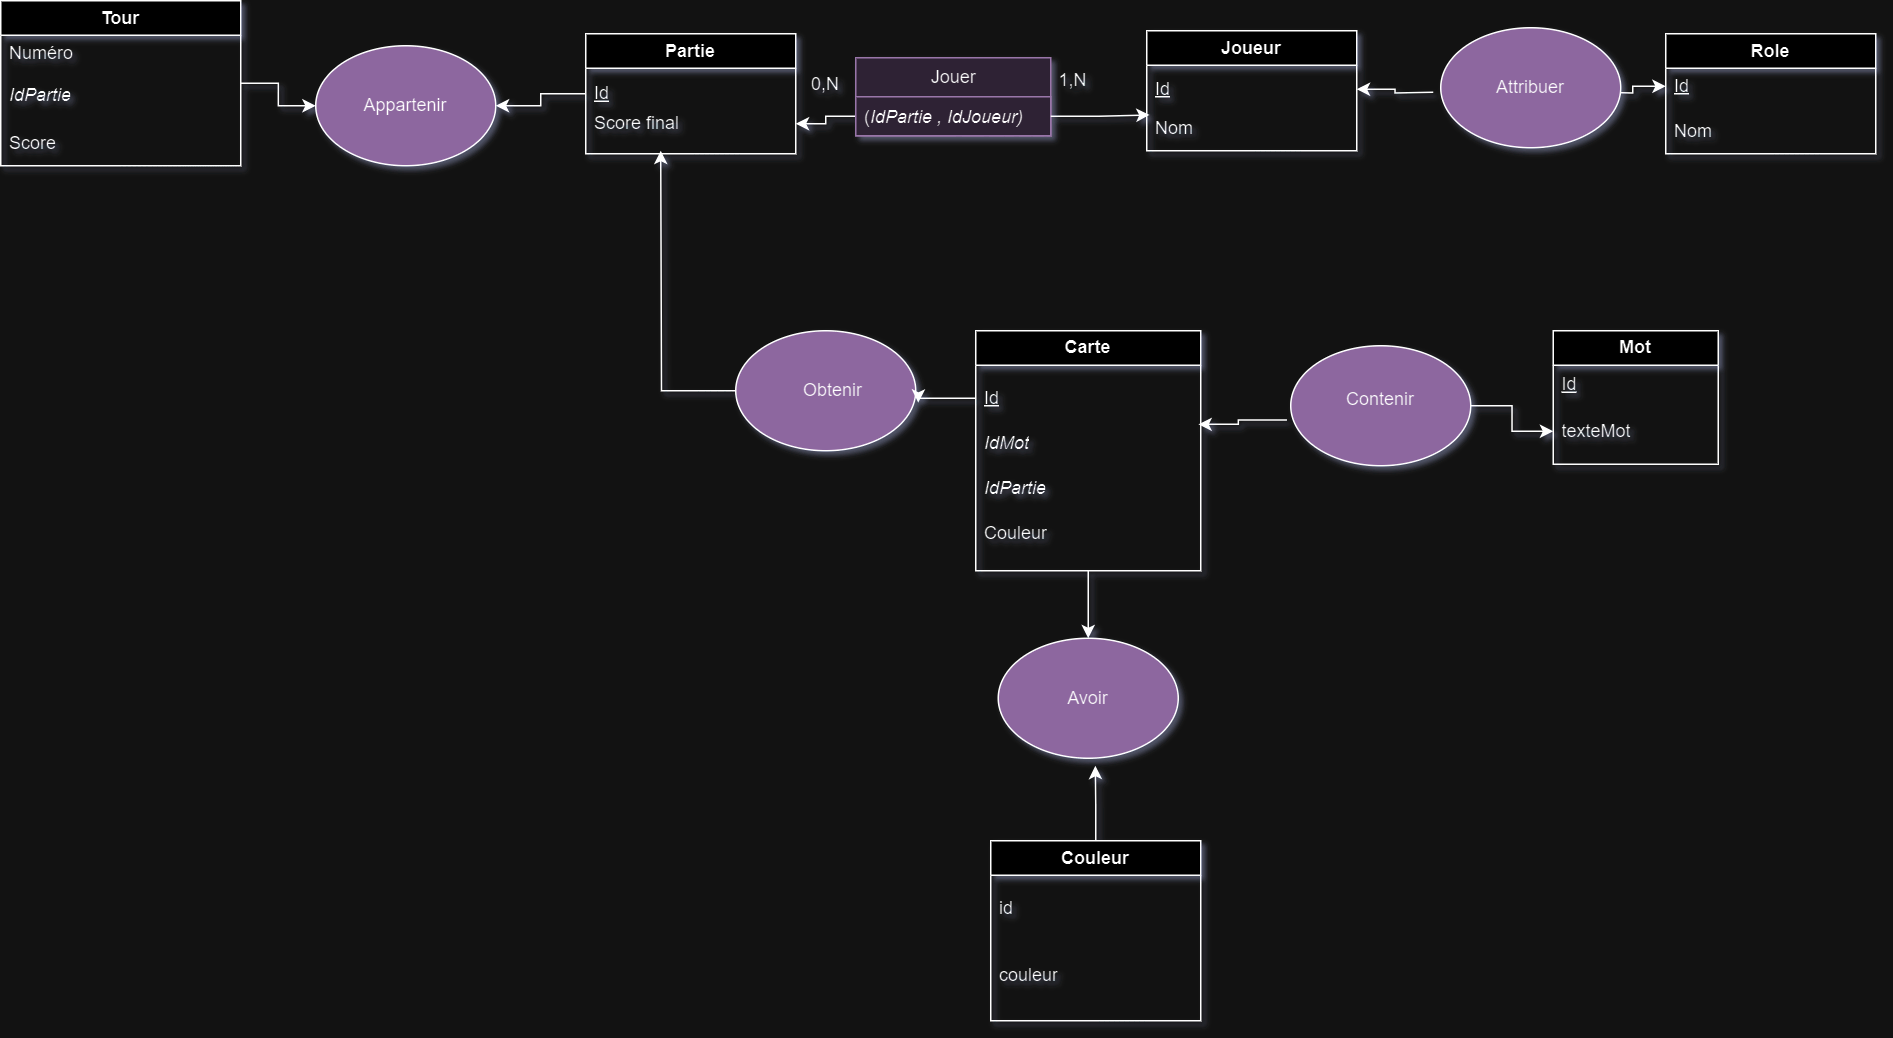 Tour
Numéro
IdPartie
Score
Appartenir
Partie
Id
Score final
0,N
Jouer
(IdPartie , IdJoueur)
1,N
Joueur
Id
Nom
Attribuer
Role
Id
Nom
Obtenir
Carte
Id
IdMot
IdPartie
Couleur
Contenir
Mot
Id
texteMot
Avoir
Couleur
id
couleur